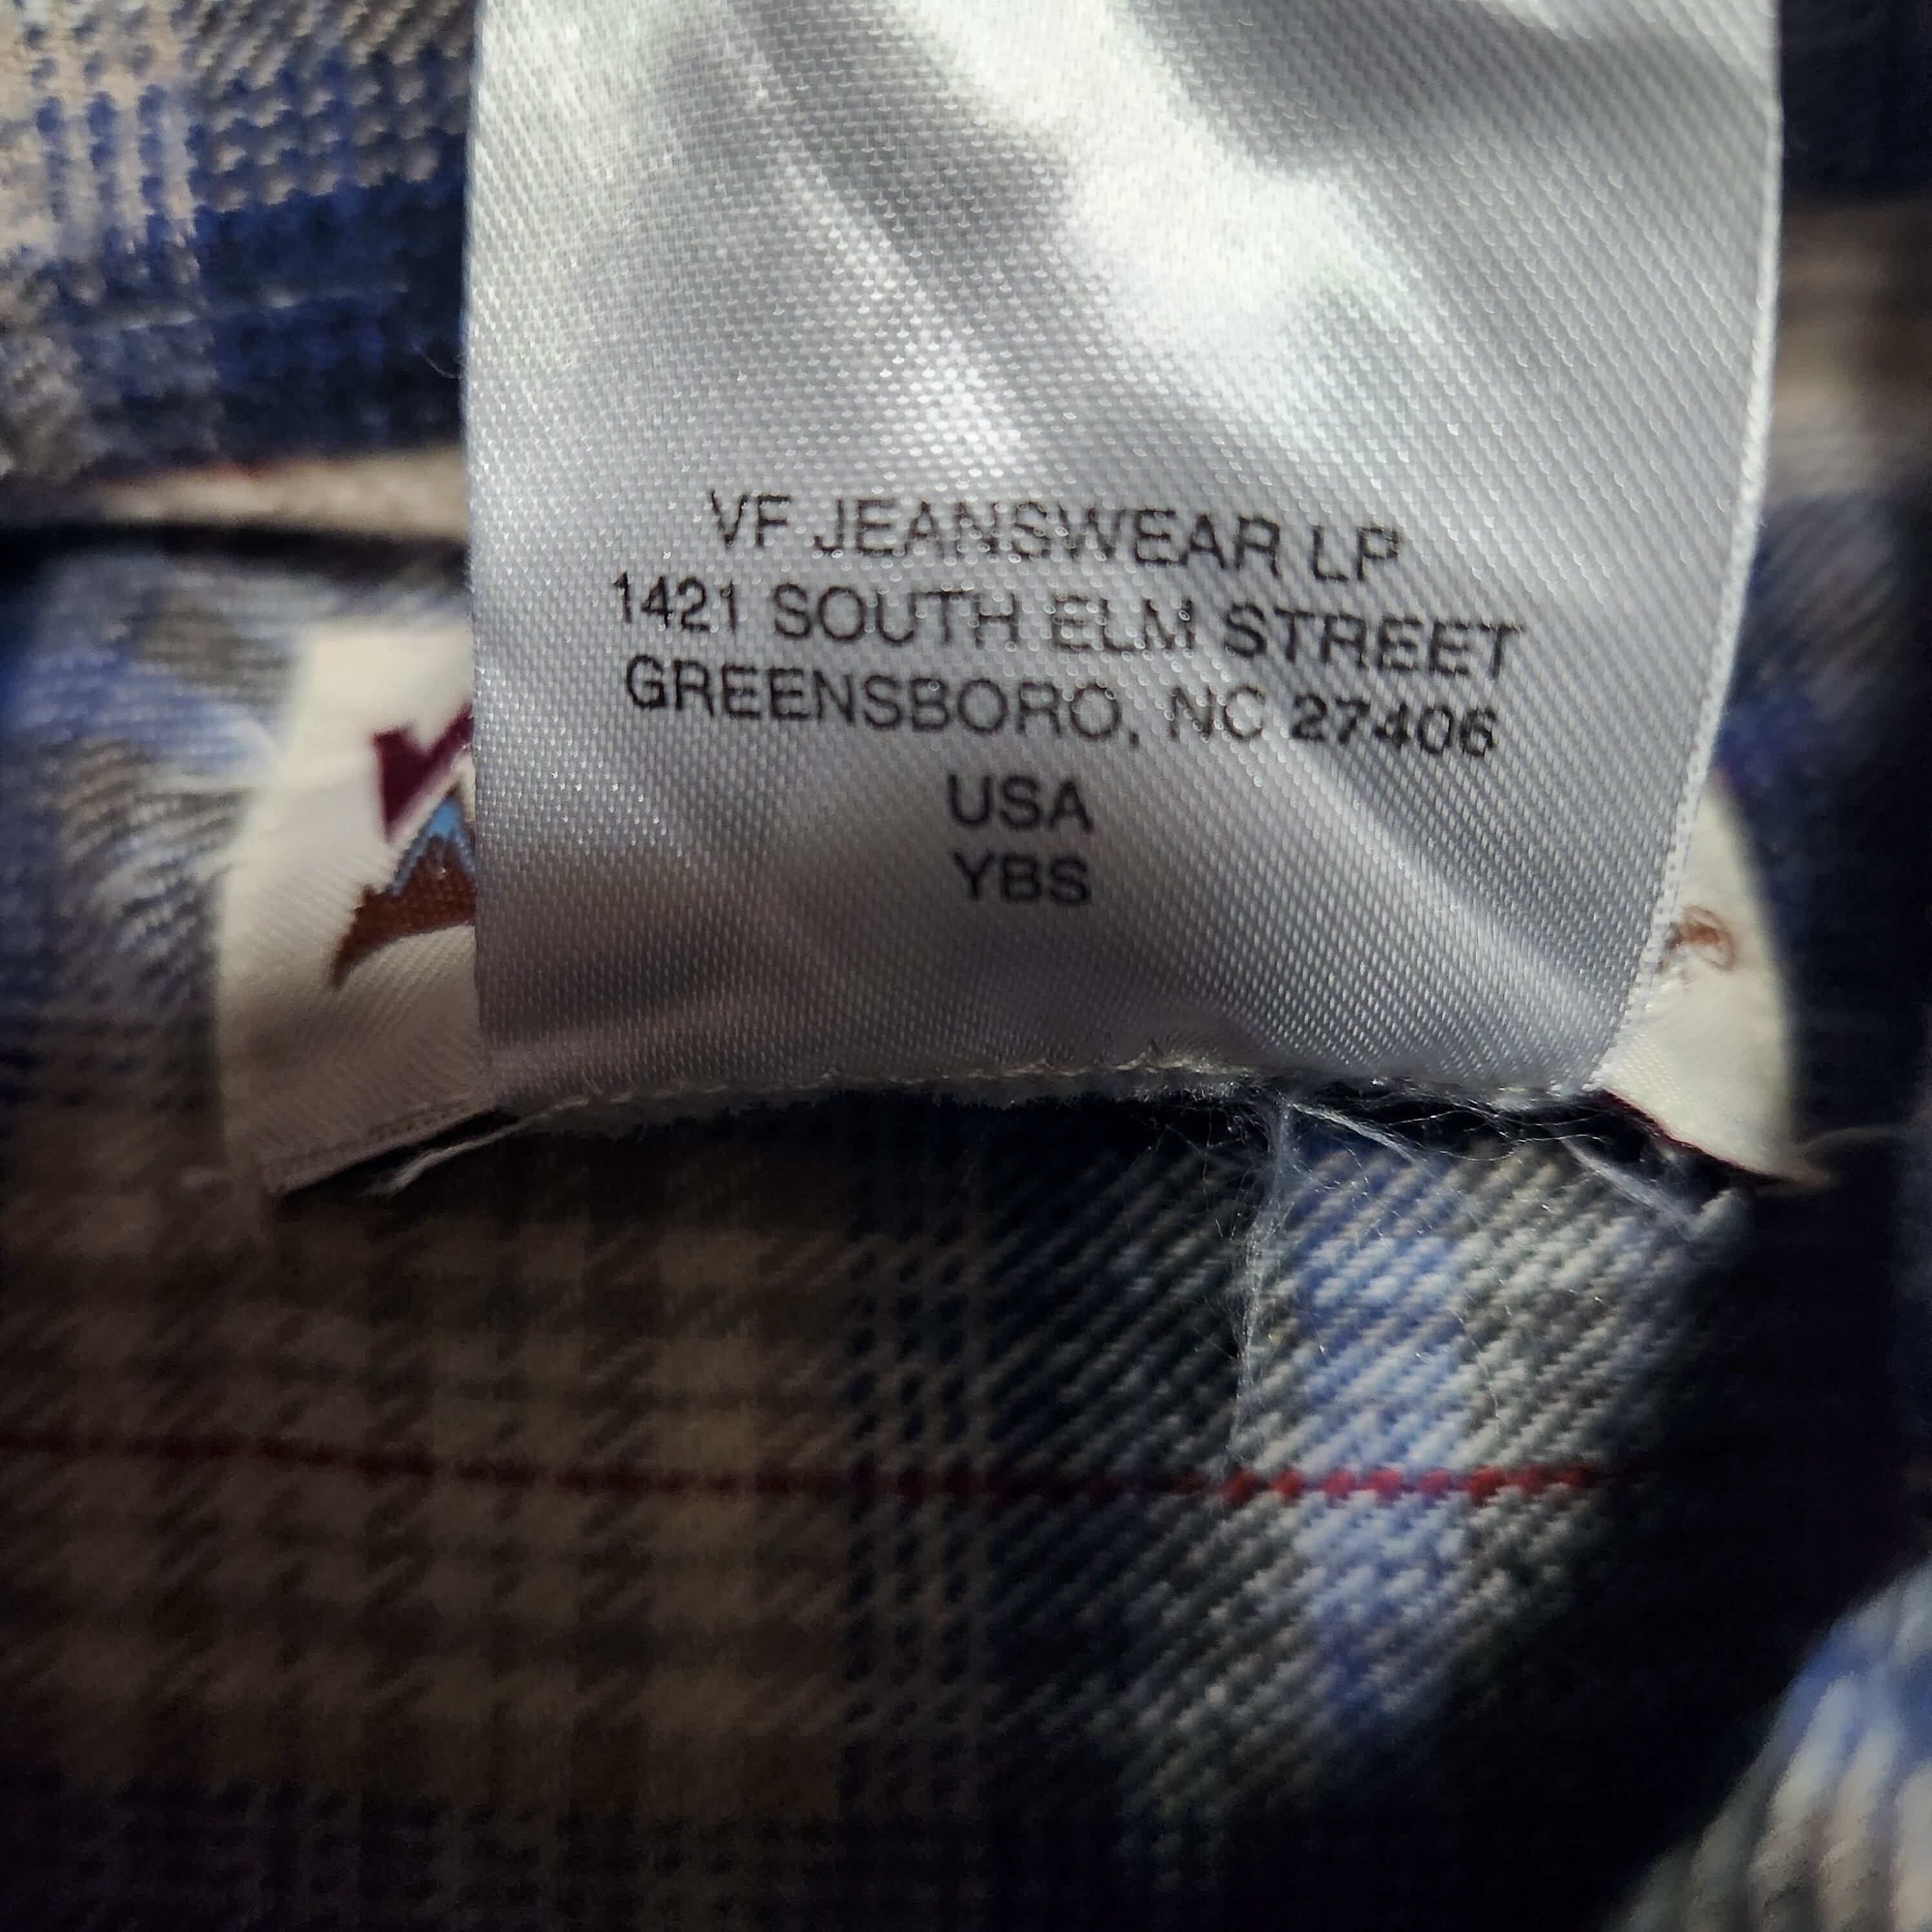 VF JEANSWEAR LP
1421 SOUTH ELM STREET
GREENSBORO, NC 27406
USA
YBS